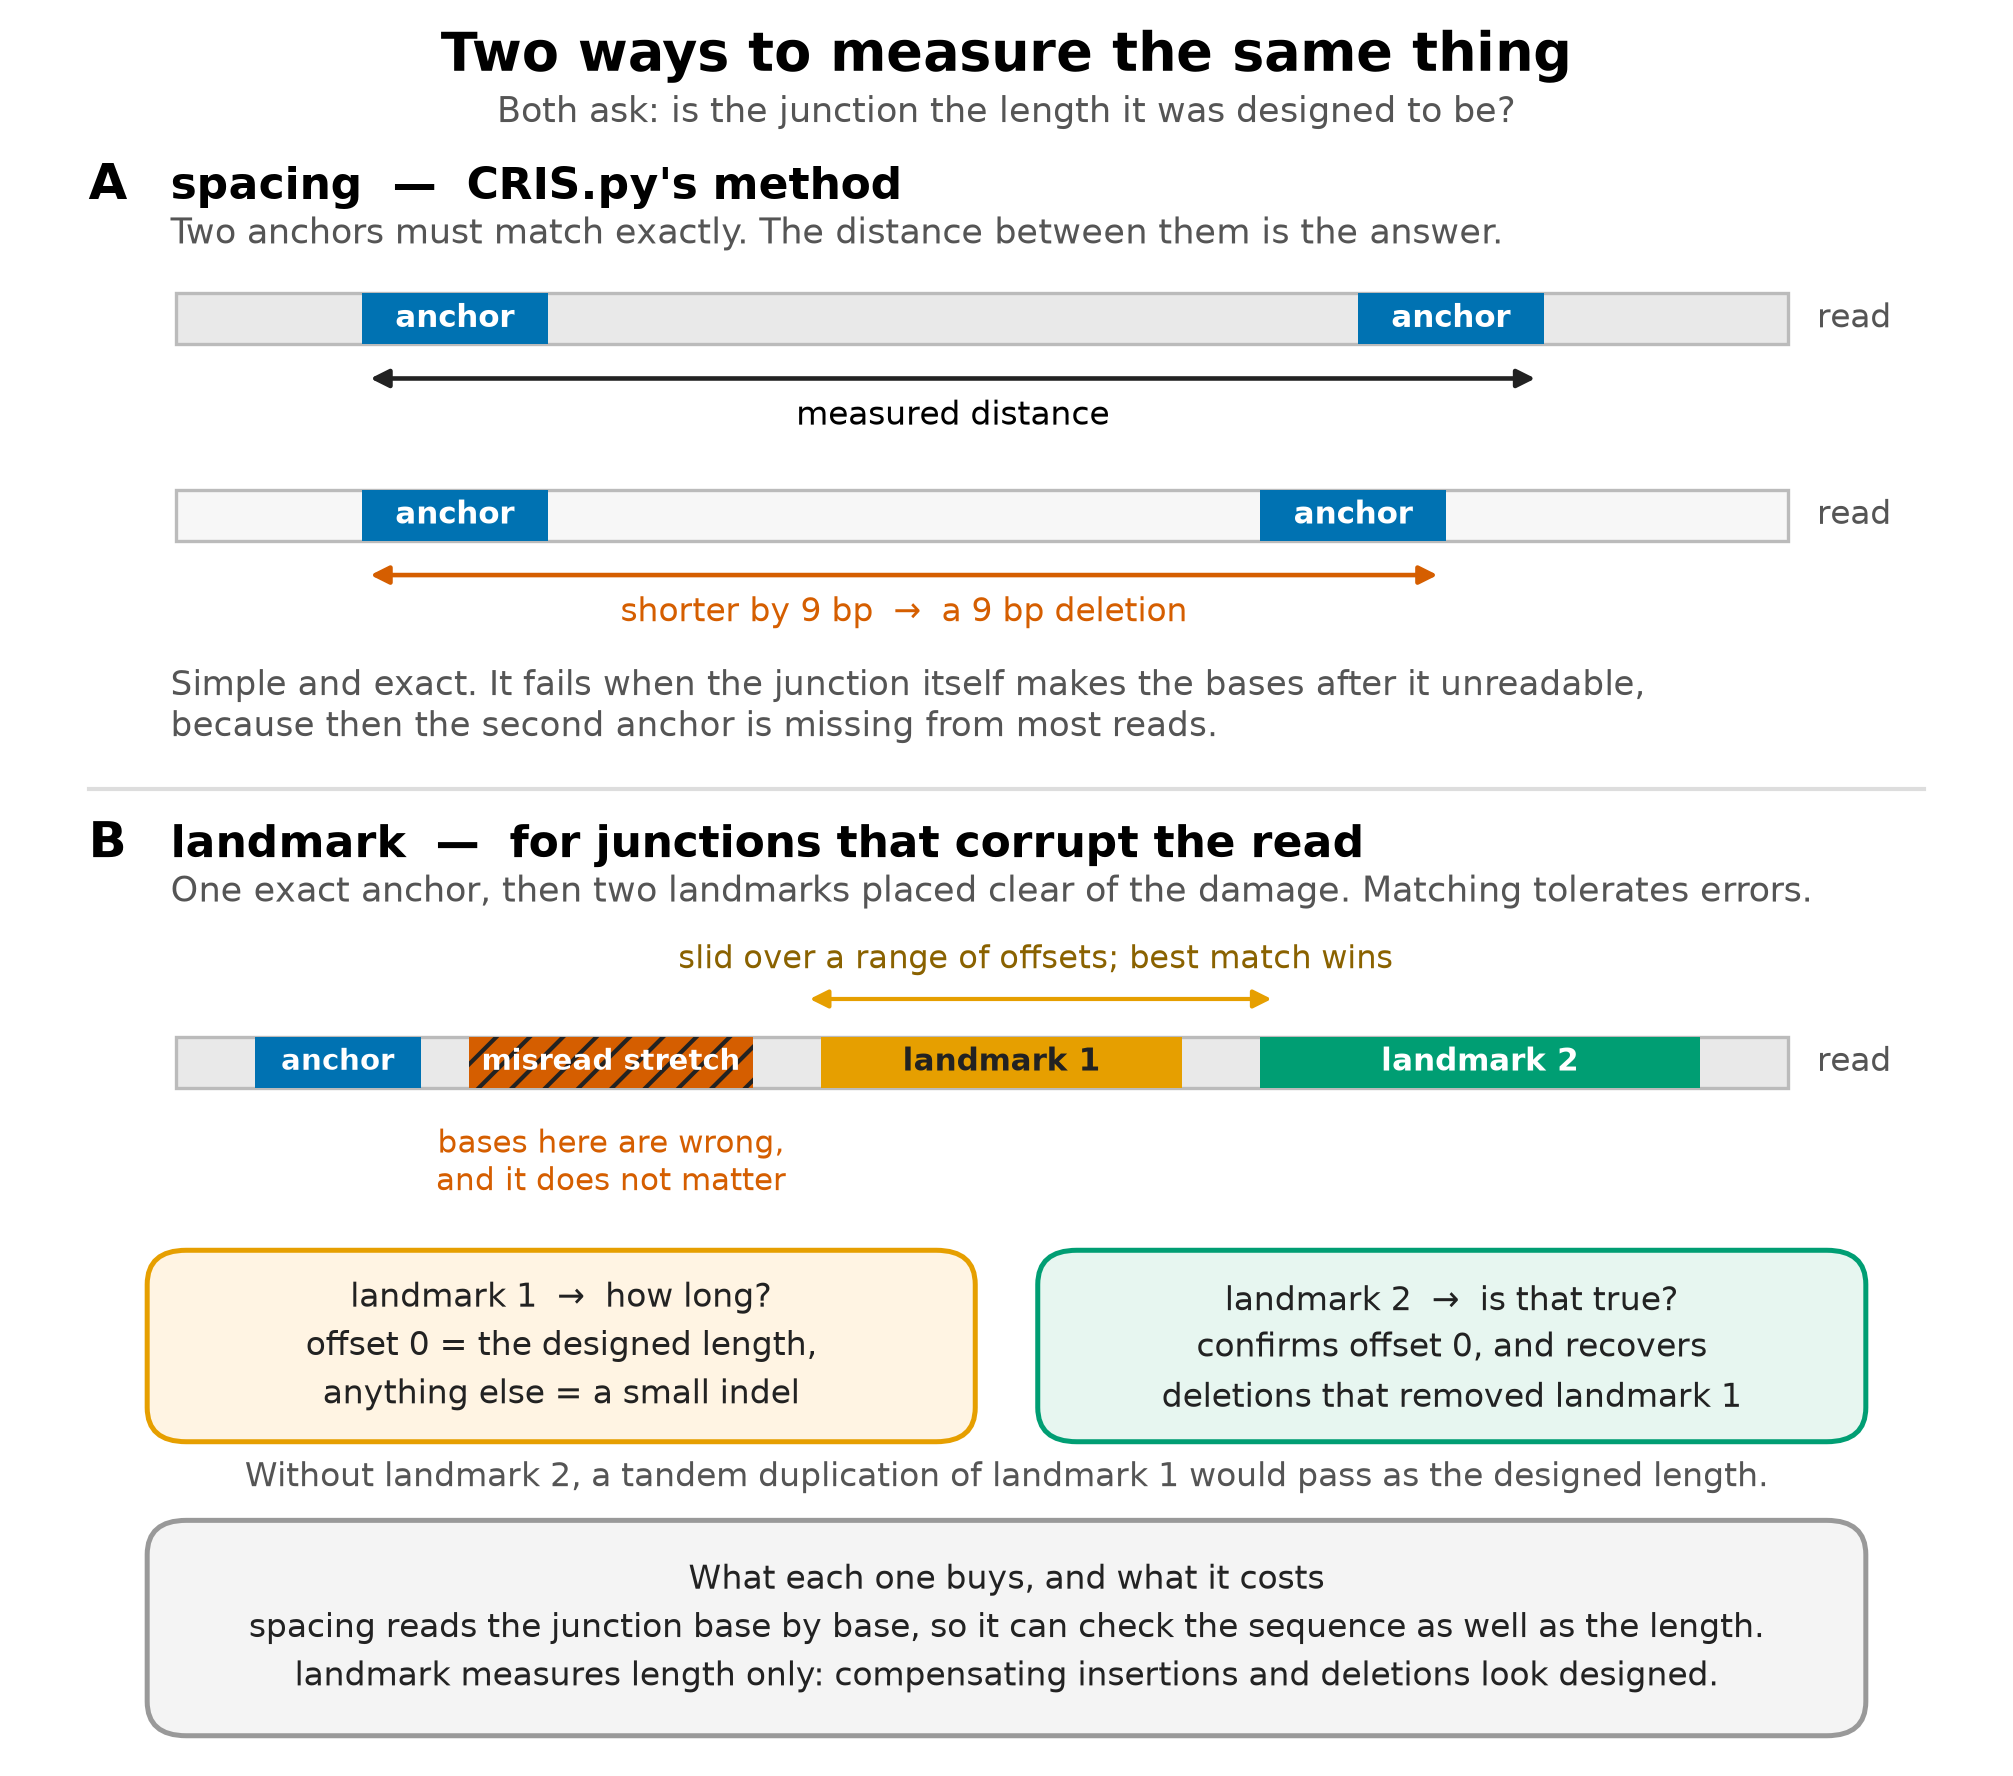 Two ways to measure the same thing
Both ask: is the junction the length it was designed to be?
A spacing — CRIS.py's method
Two anchors must match exactly. The distance between them is the answer.
anchor anchor read
measured distance
anchor anchor read
shorter by 9 bp → a 9 bp deletion
Simple and exact. It fails when the junction itself makes the bases after it unreadable,
because then the second anchor is missing from most reads.
B landmark — for junctions that corrupt the read
One exact anchor, then two landmarks placed clear of the damage. Matching tolerates errors.
slid over a range of offsets; best match wins
anchor misread stretch landmark 1 landmark 2 read
bases here are wrong,
and it does not matter
landmark 1 → how long?
offset 0 = the designed length,
anything else = a small indel
landmark 2 → is that true?
confirms offset 0, and recovers
deletions that removed landmark 1
Without landmark 2, a tandem duplication of landmark 1 would pass as the designed length.
What each one buys, and what it costs
spacing reads the junction base by base, so it can check the sequence as well as the length.
landmark measures length only: compensating insertions and deletions look designed.